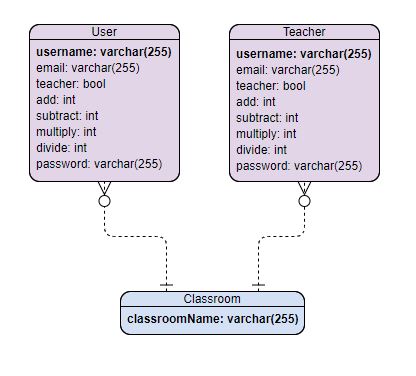 User
username: varchar(255)
email: varchar(255)
teacher: bool
add: int
subtract: int
multiply: int
divide: int
password: varchar(255)
Teacher
username: varchar(255)
email: varchar(255)
teacher: bool
add: int
subtract: int
multiply: int
divide: int
password: varchar(255)
Classroom
classroomName: varchar(255)